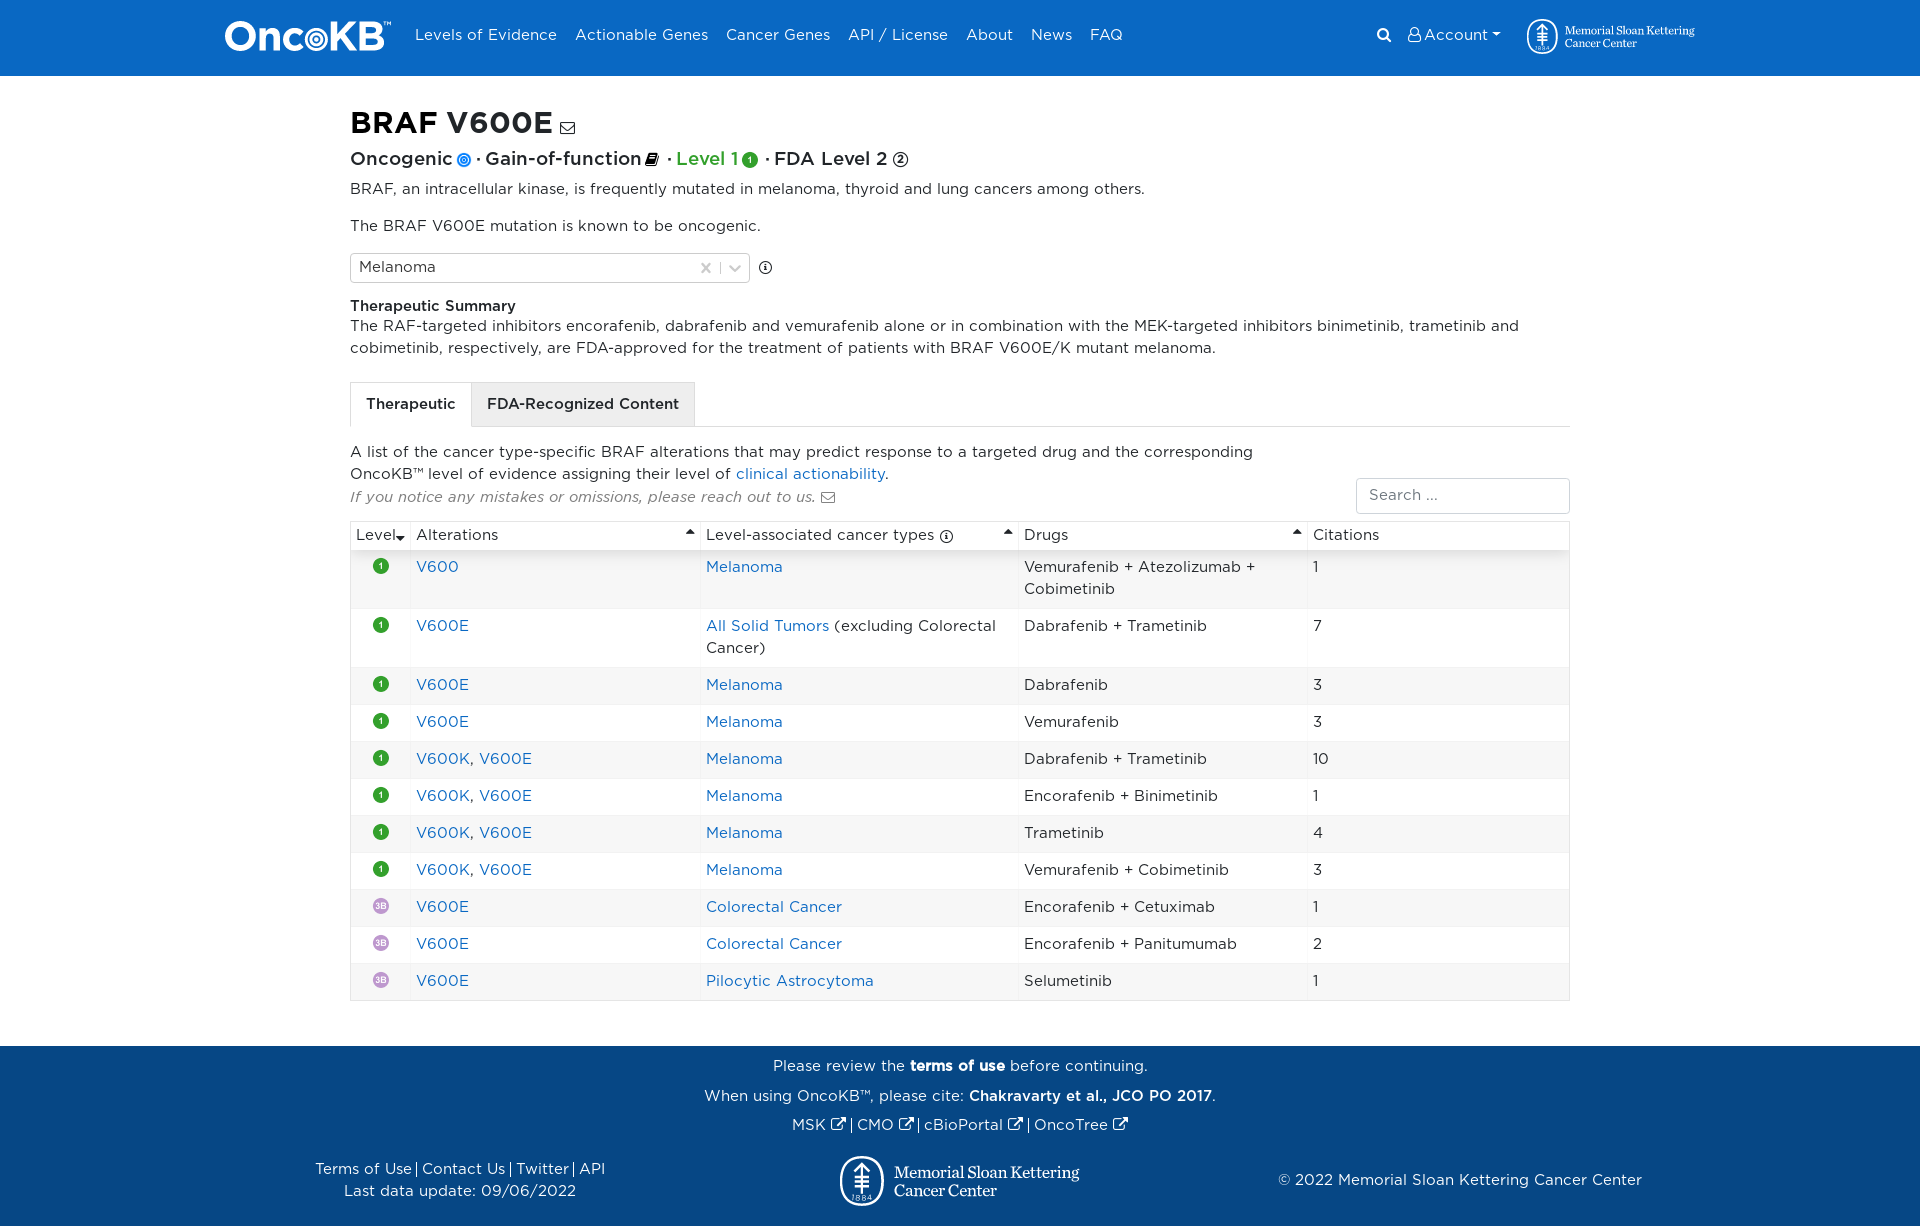 OncoKB™ Levels of Evidence Actionable Genes Cancer Genes API / License About News FAQ Account Memorial Sloan Kettering
Cancer Center
1884
BRAF V600E
Oncogenic · Gain-of-function · Level 1 1 · FDA Level 2 2
BRAF, an intracellular kinase, is frequently mutated in melanoma, thyroid and lung cancers among others.
The BRAF V600E mutation is known to be oncogenic.
Melanoma
Therapeutic Summary
The RAF-targeted inhibitors encorafenib, dabrafenib and vemurafenib alone or in combination with the MEK-targeted inhibitors binimetinib, trametinib and
cobimetinib, respectively, are FDA-approved for the treatment of patients with BRAF V600E/K mutant melanoma.
Therapeutic FDA-Recognized Content
A list of the cancer type-specific BRAF alterations that may predict response to a targeted drug and the corresponding
OncoKB™ level of evidence assigning their level of clinical actionability.
If you notice any mistakes or omissions, please reach out to us.
Search ...
Level Alterations Level-associated cancer types Drugs Citations
1 V600 Melanoma Vemurafenib + Atezolizumab + 1
Cobimetinib
1 V600E All Solid Tumors (excluding Colorectal Dabrafenib + Trametinib 7
Cancer)
1 V600E Melanoma Dabrafenib 3
1 V600E Melanoma Vemurafenib 3
1 V600K, V600E Melanoma Dabrafenib + Trametinib 10
1 V600K, V600E Melanoma Encorafenib + Binimetinib 1
1 V600K, V600E Melanoma Trametinib 4
1 V600K, V600E Melanoma Vemurafenib + Cobimetinib 3
3B V600E Colorectal Cancer Encorafenib + Cetuximab 1
3B V600E Colorectal Cancer Encorafenib + Panitumumab 2
3B V600E Pilocytic Astrocytoma Selumetinib 1
Please review the terms of use before continuing.
When using OncoKB™, please cite: Chakravarty et al., JCO PO 2017.
MSK | CMO | cBioPortal | OncoTree
Terms of Use | Contact Us | Twitter | API
Last data update: 09/06/2022
1884
Memorial Sloan Kettering
Cancer Center
© 2022 Memorial Sloan Kettering Cancer Center